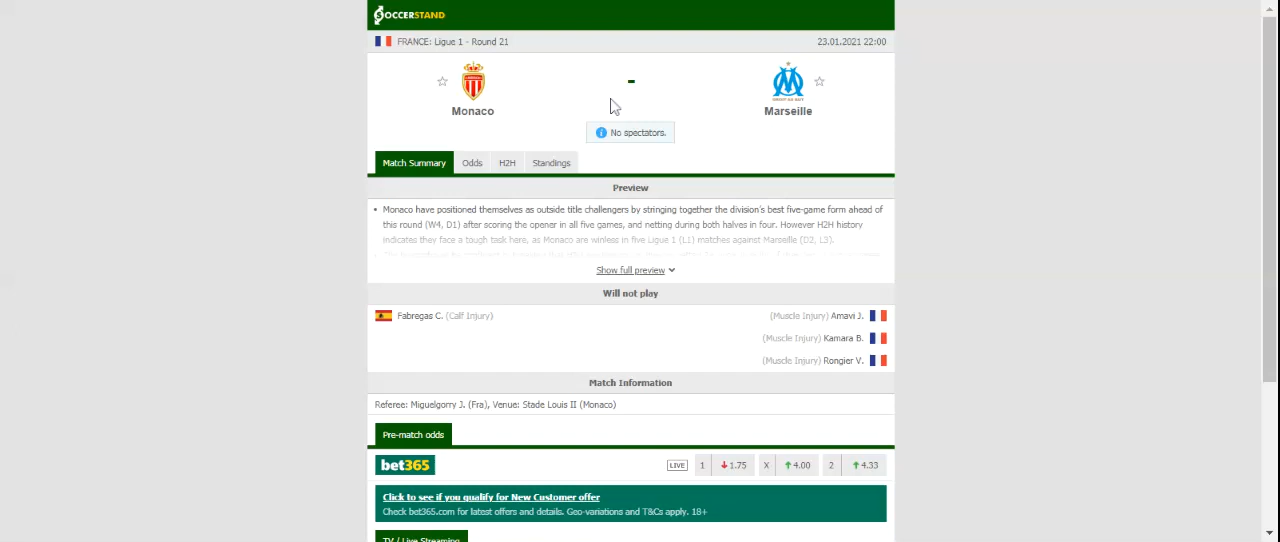 SOCCERSTAND
FRANCE: Ligue 1 - Round 21 23.01.2021 22:00
-
Monaco Marseille
No spectators.
Match Summary Odds H2H Standings
Preview
• Monaco have positioned themselves as outside title challengers by stringing together the division's best five-game form ahead of
this round (W4, D1) after scoring the opener in all five games, and netting during both halves in four. However H2H history
indicates they face a tough task here, as Monaco are winless in five Ligue 1 (L1) matches against Marseille (D2, L3).
Show full preview
Will not play
Fabregas C. (Calf Injury) (Muscle Injury) Amavi J.
(Muscle Injury) Kamara B.
(Muscle Injury) Rongier V.
Match Information
Referee: Miguelgorry J. (Fra), Venue: Stade Louis II (Monaco)
Pre-match odds
bet365 LIVE 1 1.75 X 4.00 2 4.33
Click to see if you qualify for New Customer offer
Check bet365.com for latest offers and details. Geo-variations and T&Cs apply. 18+
TV / Live Streaming